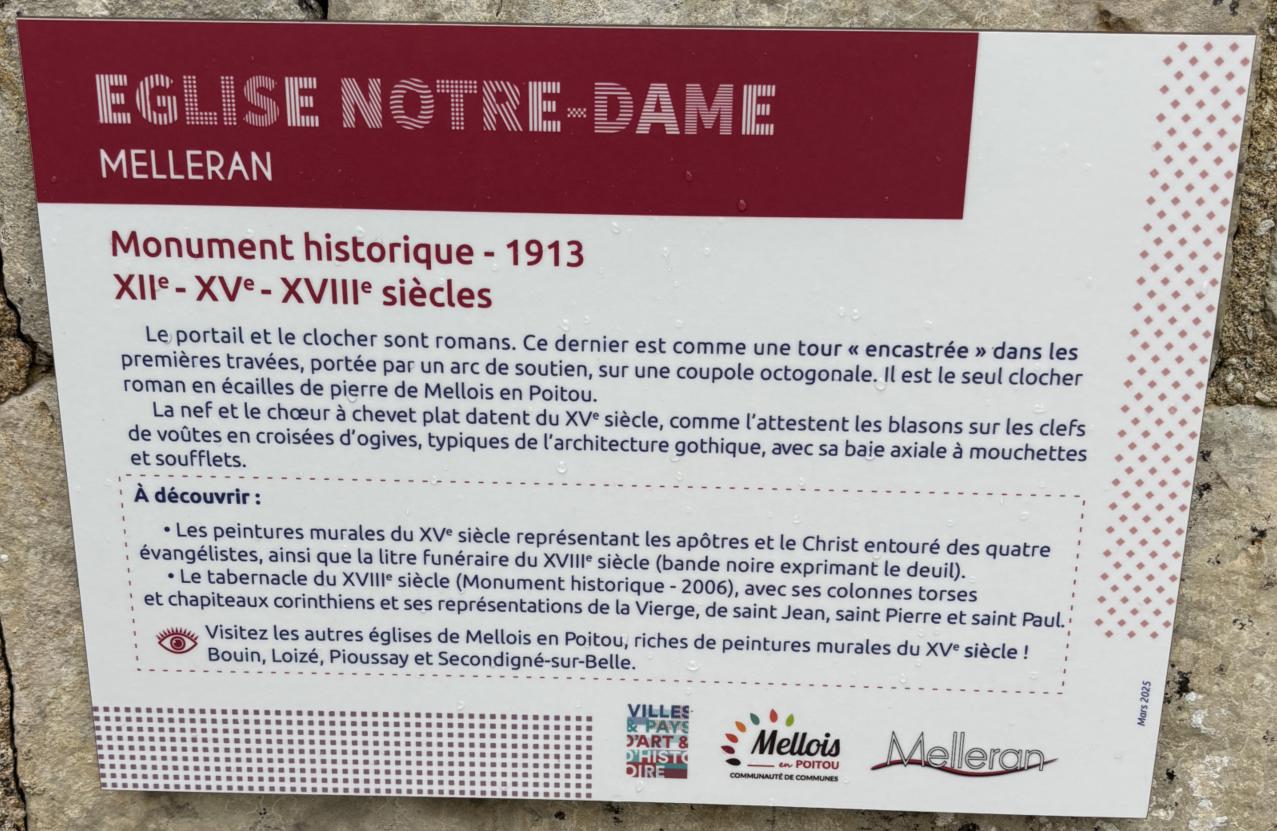 EGLISE NOTRE-DAME
MELLERAN
Monument historique - 1913
XIIe - XVe - XVIIIe siècles
Le portail et le clocher sont romans. Ce dernier est comme une tour « encastrée » dans les
premières travées, portée par un arc de soutien, sur une coupole octogonale. Il est le seul clocher
roman en écailles de pierre de Mellois en Poitou.
La nef et le chœur à chevet plat datent du XVe siècle, comme l'attestent les blasons sur les clefs
de voûtes en croisées d'ogives, typiques de l'architecture gothique, avec sa baie axiale à mouchettes
et soufflets.
À découvrir :
• Les peintures murales du XVe siècle représentant les apôtres et le Christ entouré des quatre
évangélistes, ainsi que la litre funéraire du XVIIIe siècle (bande noire exprimant le deuil).
• Le tabernacle du XVIIIe siècle (Monument historique - 2006), avec ses colonnes torses
et chapiteaux corinthiens et ses représentations de la Vierge, de saint Jean, saint Pierre et saint Paul.
Visitez les autres églises de Mellois en Poitou, riches de peintures murales du XVe siècle !
Bouin, Loizé, Pioussay et Secondigné-sur-Belle.
VILLES
& PAYS
D'ART &
D'HISTO
OIRE
Mellois
en POITOU
COMMUNAUTÉ DE COMMUNES
Melleran
Mars 2025